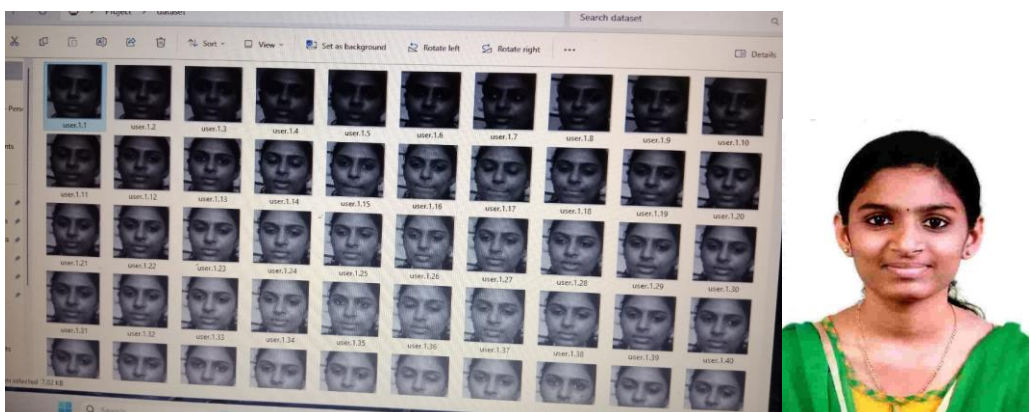 Project > dataset
Search dataset
Sort
View
Set as background
Rotate left
Rotate right
...
Details
user.1.1 user.1.2 user.1.3 user.1.4 user.1.5 user.1.6 user.1.7 user.1.8 user.1.9 user.1.10
user.1.11 user.1.12 user.1.13 user.1.14 user.1.15 user.1.16 user.1.17 user.1.18 user.1.19 user.1.20
user.1.21 user.1.22 user.1.23 user.1.24 user.1.25 user.1.26 user.1.27 user.1.28 user.1.29 user.1.30
user.1.31 user.1.32 user.1.33 user.1.34 user.1.35 user.1.36 user.1.37 user.1.38 user.1.39 user.1.40
selected 7.03 KB